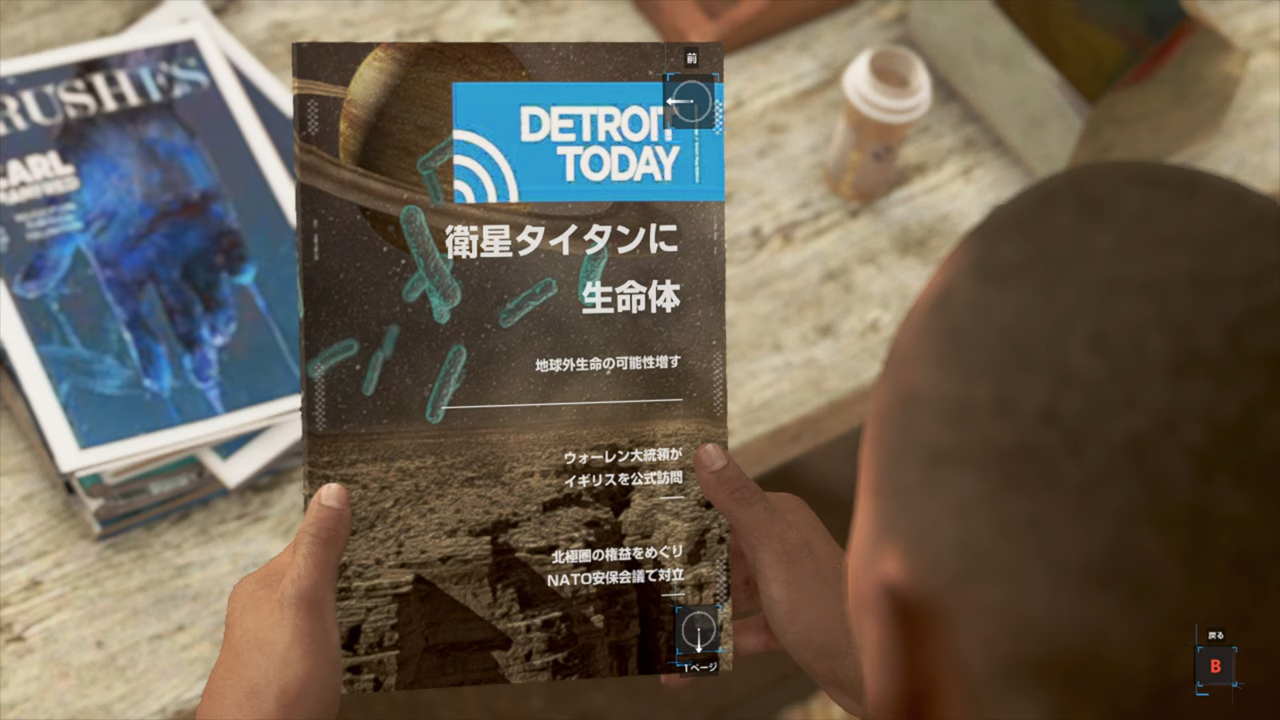 RUSHES
前
DETROIT
TODAY
衛星タイタンに
生命体
地球外生命の可能性増す
ウォーレン大統領が
イギリスを公式訪問
北極圏の権益をめぐり
NATO安保会議で対立
1ページ
戻る
B